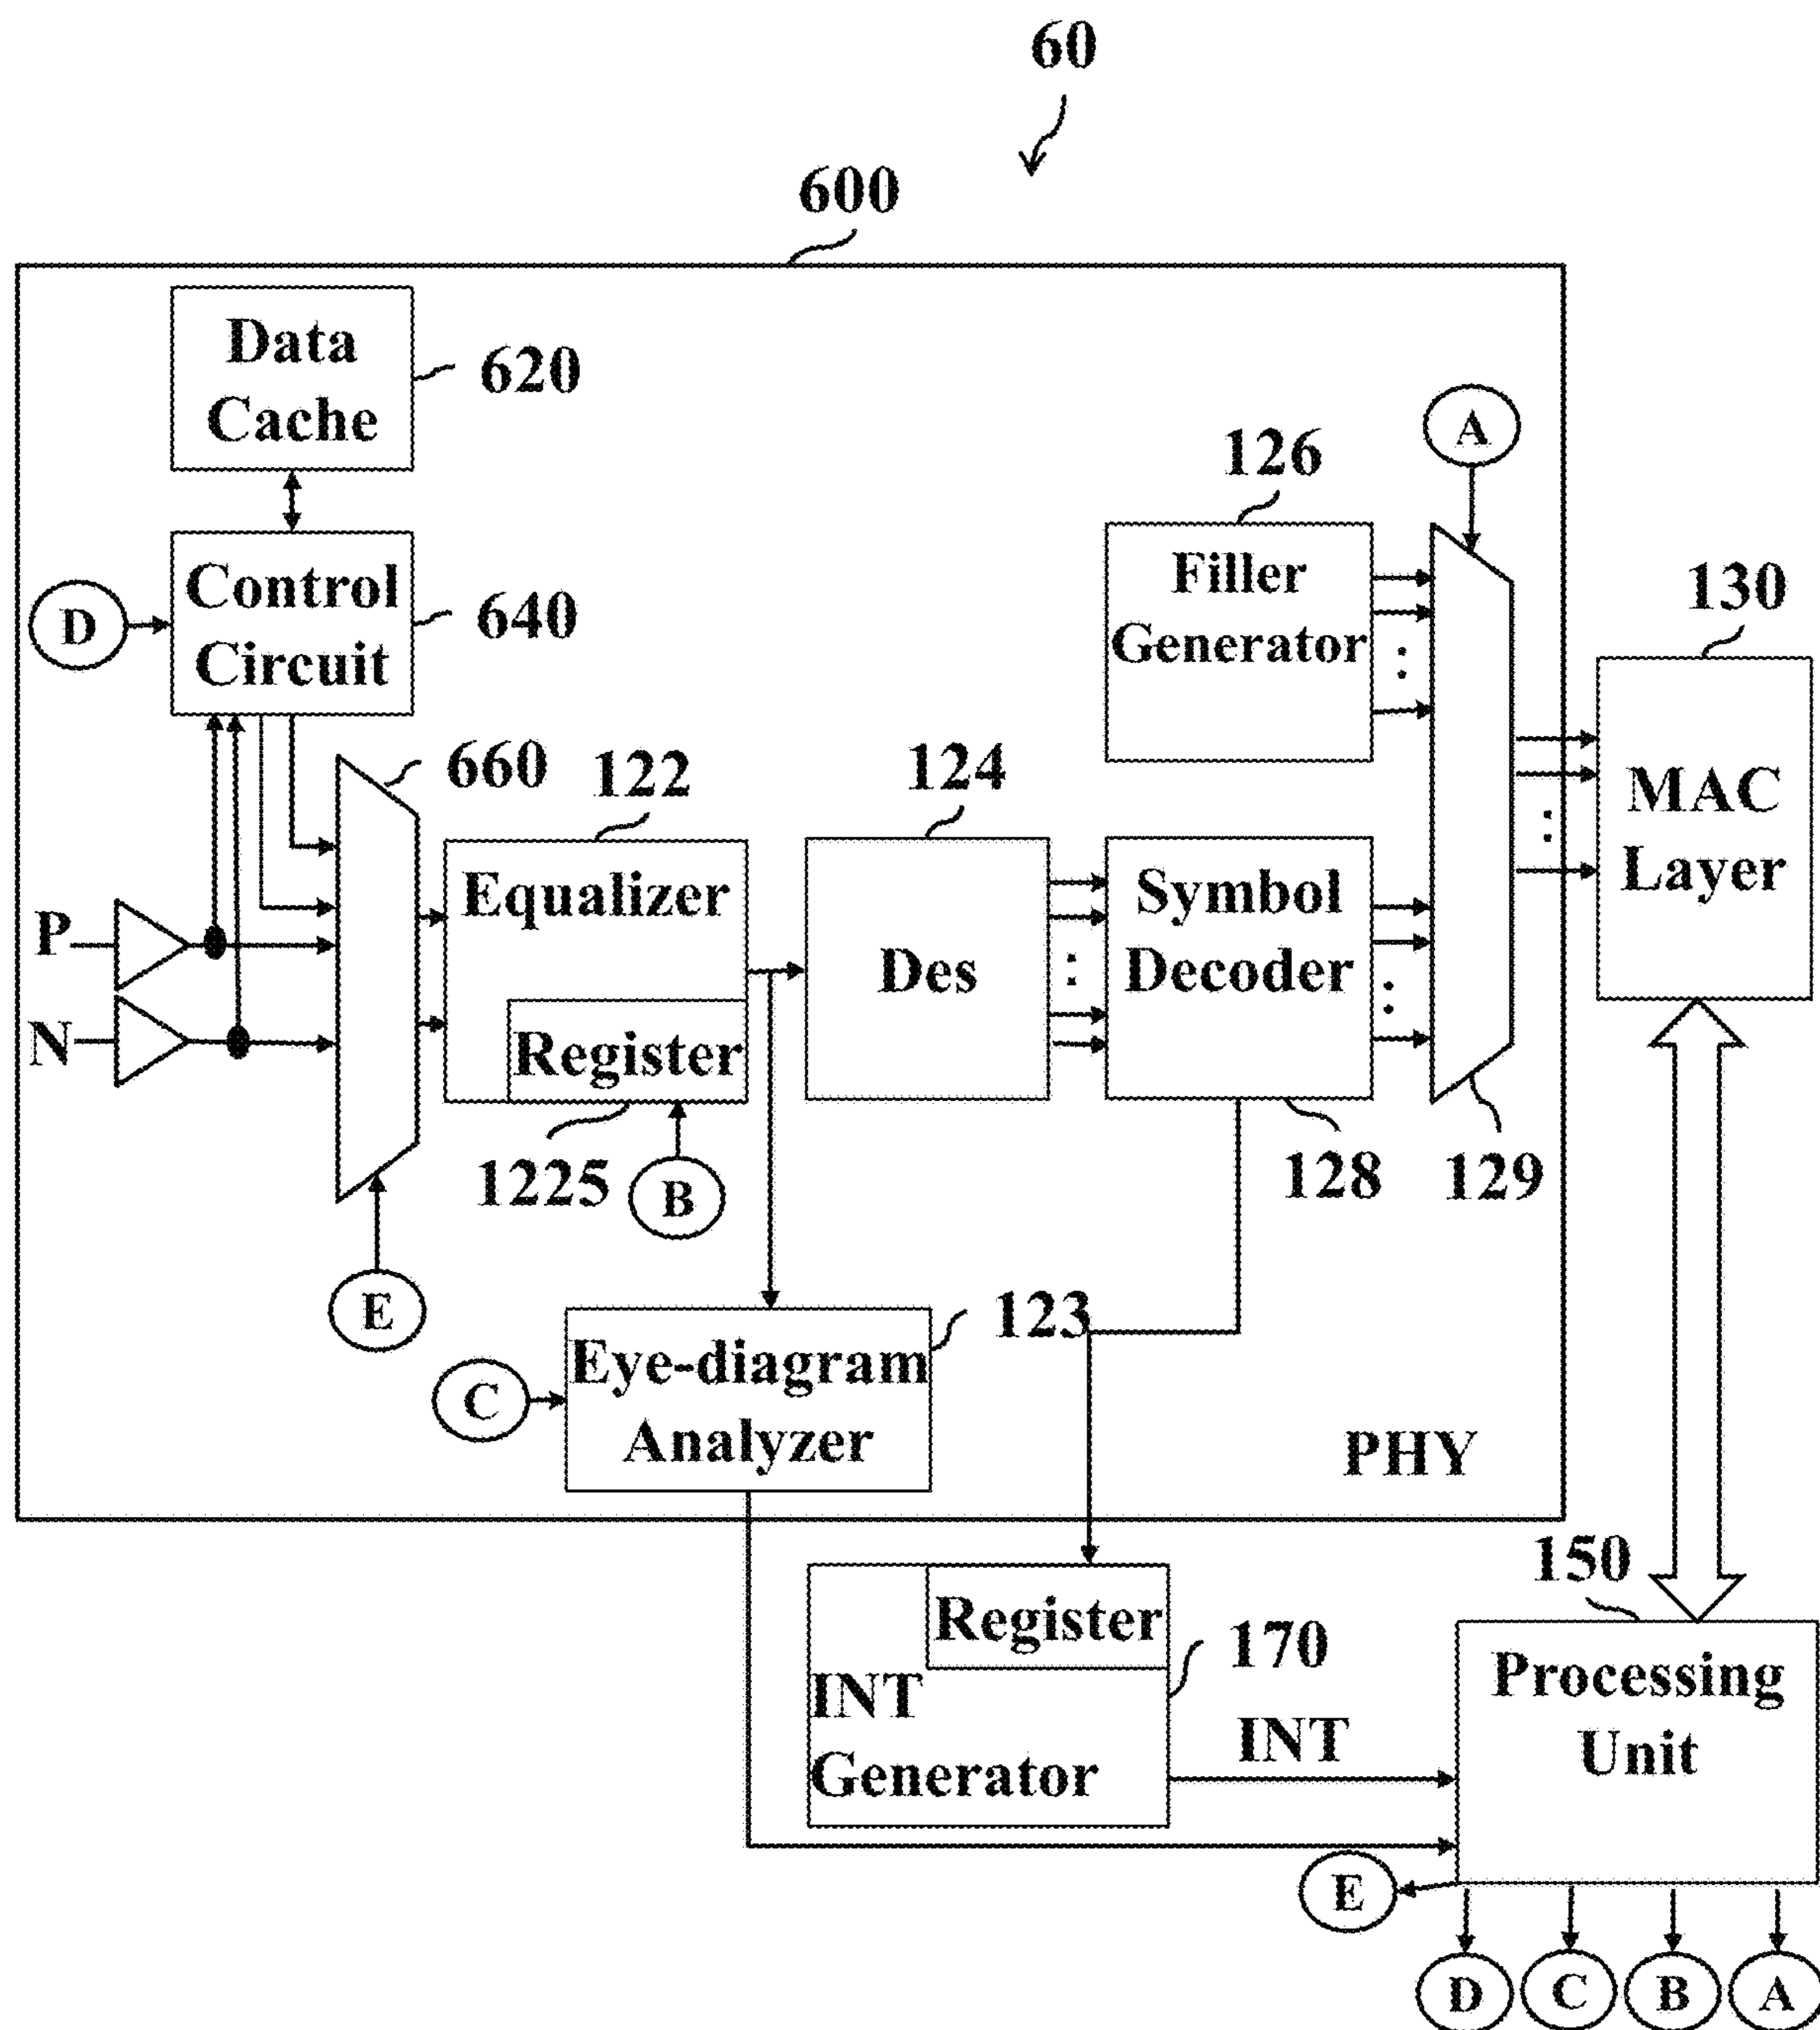 60
600
Data
Cache
620
A
126
Filler
Generator
Control
Circuit
640
D
130
MAC
Layer
660
122
124
Equalizer
Des
Symbol
Decoder
P
N
Register
1225
B
128
129
E
123
Eye-diagram
Analyzer
C
PHY
150
Register
170
INT
Generator
INT
Processing
Unit
E
D
C
B
A